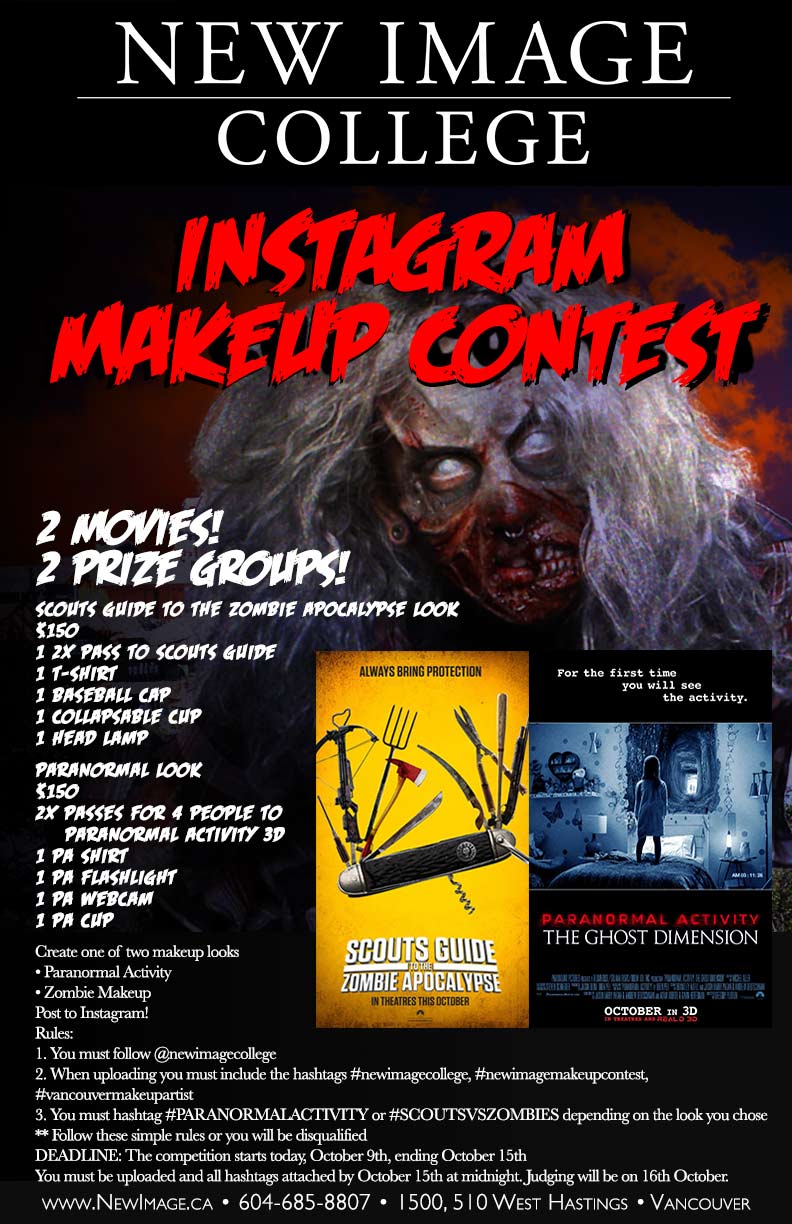 NEW IMAGE
COLLEGE
INSTAGRAM
MAKEUP CONTEST
2 MOVIES!
2 PRIZE GROUPS!
SCOUTS GUIDE TO THE ZOMBIE APOCALYPSE LOOK
$150
1 2X PASS TO SCOUTS GUIDE
1 T-SHIRT
1 BASEBALL CAP
1 COLLAPSABLE CUP
1 HEAD LAMP
PARANORMAL LOOK
$150
2X PASSES FOR 4 PEOPLE TO
PARANORMAL ACTIVITY 3D
1 PA SHIRT
1 PA FLASHLIGHT
1 PA WEBCAM
1 PA CUP
ALWAYS BRING PROTECTION
SCOUTS GUIDE
TO THE
ZOMBIE APOCALYPSE
IN THEATRES THIS OCTOBER
For the first time
you will see
the activity.
AM 03:11:26
PARANORMAL ACTIVITY
THE GHOST DIMENSION
OCTOBER IN 3D
IN THEATRES AND REAL D 3D
Create one of two makeup looks
• Paranormal Activity
• Zombie Makeup
Post to Instagram!
Rules:
1. You must follow @newimagecollege
2. When uploading you must include the hashtags #newimagecollege, #newimagemakeupcontest,
#vancouvermakeupartist
3. You must hashtag #PARANORMALACTIVITY or #SCOUTSVSZOMBIES depending on the look you chose
** Follow these simple rules or you will be disqualified
DEADLINE: The competition starts today, October 9th, ending October 15th
You must be uploaded and all hashtags attached by October 15th at midnight. Judging will be on 16th October.
WWW.NEWIMAGE.CA • 604-685-8807 • 1500, 510 WEST HASTINGS • VANCOUVER